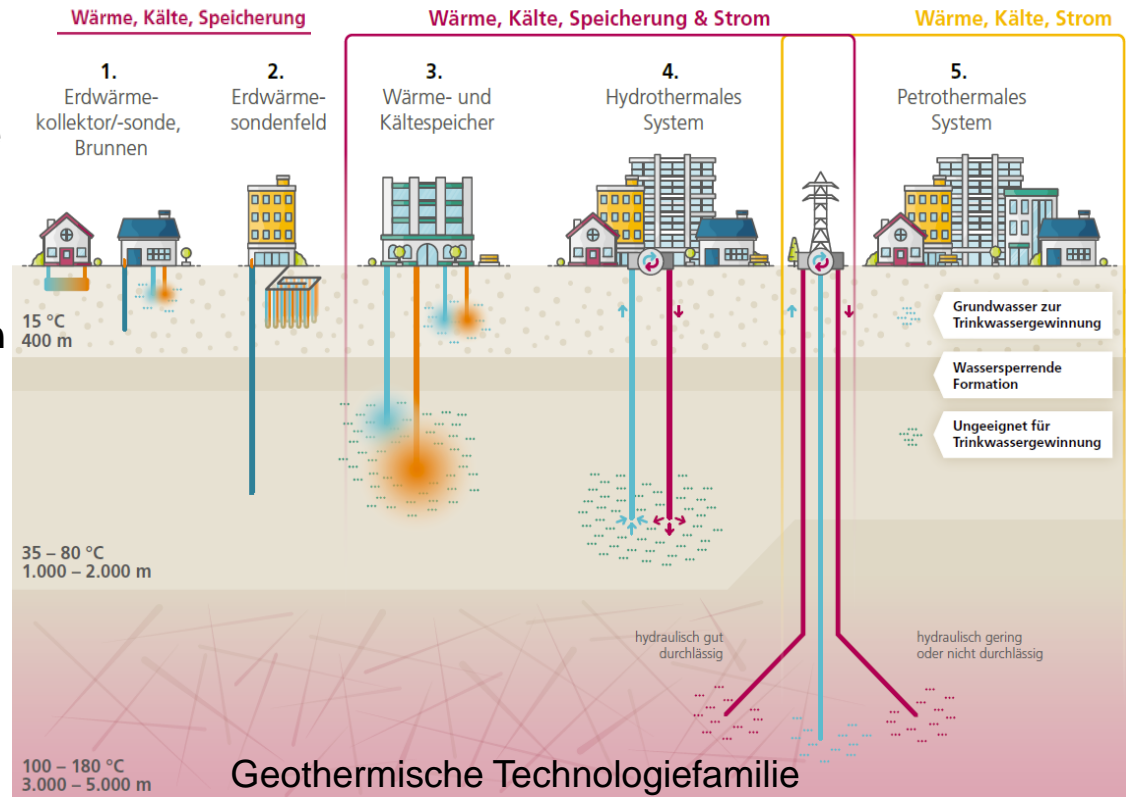 Wärme, Kälte, Speicherung
Wärme, Kälte, Speicherung & Strom
Wärme, Kälte, Strom
1.
Erdwärme-
kollektor/-sonde,
Brunnen
2.
Erdwärme-
sondenfeld
3.
Wärme- und
Kältespeicher
4.
Hydrothermales
System
5.
Petrothermales
System
15 °C
400 m
Grundwasser zur
Trinkwassergewinnung
Wassersperrende
Formation
Ungeeignet für
Trinkwassergewinnung
35 – 80 °C
1.000 – 2.000 m
hydraulisch gut
durchlässig
hydraulisch gering
oder nicht durchlässig
100 – 180 °C
3.000 – 5.000 m
Geothermische Technologiefamilie